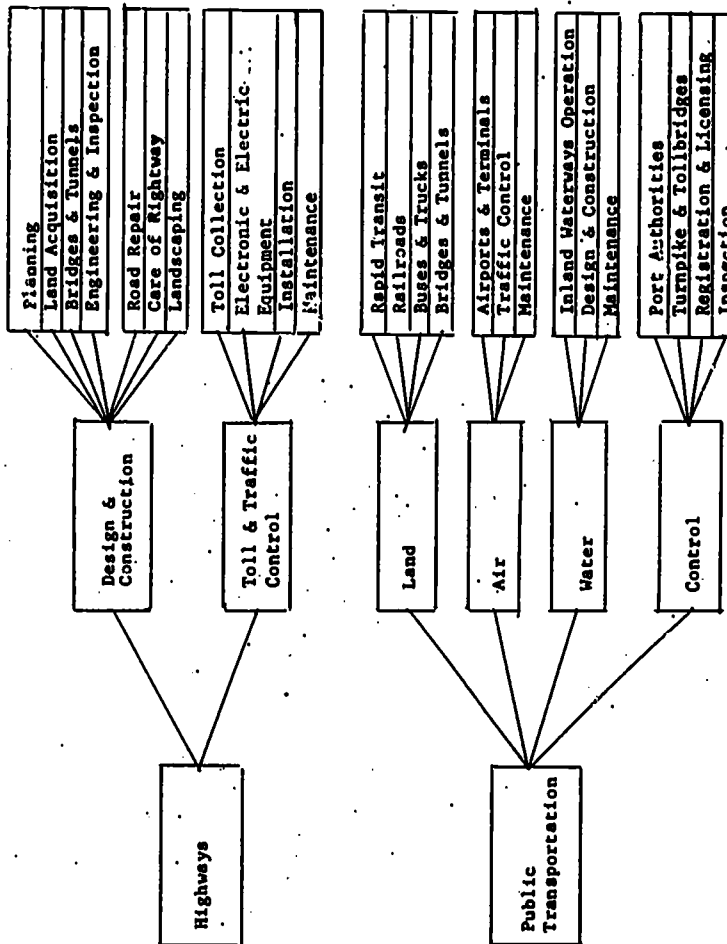 Highways
Design &
Construction
Planning
Land Acquisition
Bridges & Tunnels
Engineering & Inspection
Road Repair
Care of Rightway
Landscaping
Toll & Traffic
Control
Toll Collection
Electronic & Electric
Equipment
Installation
Maintenance
Public
Transportation
Land
Rapid Transit
Railroads
Buses & Trucks
Bridges & Tunnels
Air
Airports & Terminals
Traffic Control
Maintenance
Water
Inland Waterways Operation
Design & Construction
Maintenance
Control
Port Authorities
Turnpike & Tollbridges
Registration & Licensing
Inspection